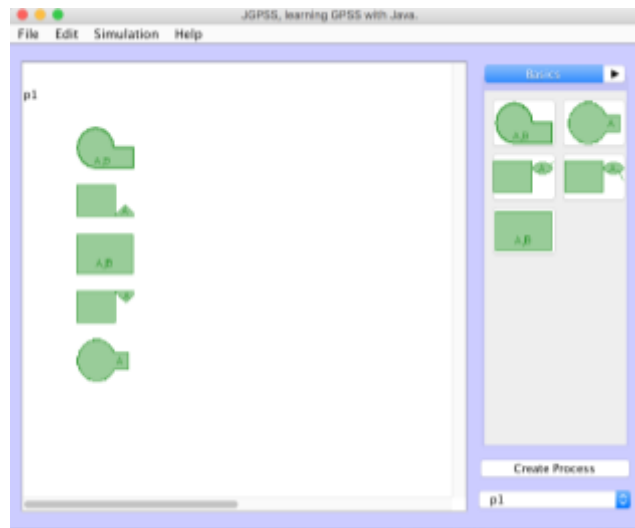 JGPSS, learning GPSS with Java.
File Edit Simulation Help
Basics
p1
A,B
A
A,B
A,B
A
A,B
Create Process
p1